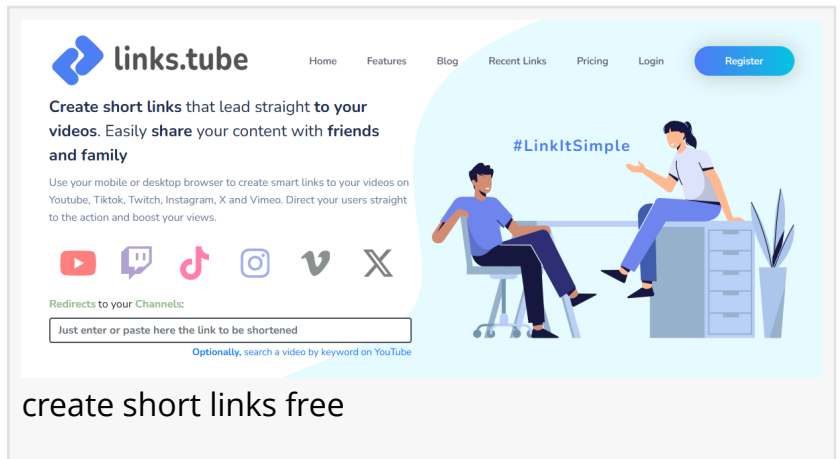 links.tube
Home Features Blog Recent Links Pricing Login Register
Create short links that lead straight to your
videos. Easily share your content with friends
and family
#LinkItSimple
Use your mobile or desktop browser to create smart links to your videos on
Youtube, Tiktok, Twitch, Instagram, X and Vimeo. Direct your users straight
to the action and boost your views.
Redirects to your Channels:
Just enter or paste here the link to be shortened
Optionally, search a video by keyword on YouTube
create short links free